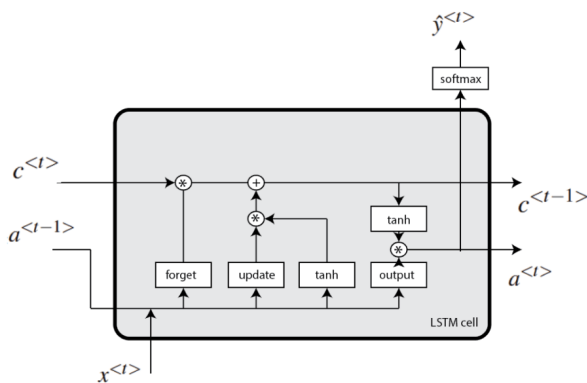 ŷ<t>
softmax
c<t>
* + c<t-1>
* tanh
a<t-1> * a<t>
forget update tanh output
LSTM cell
x<t>